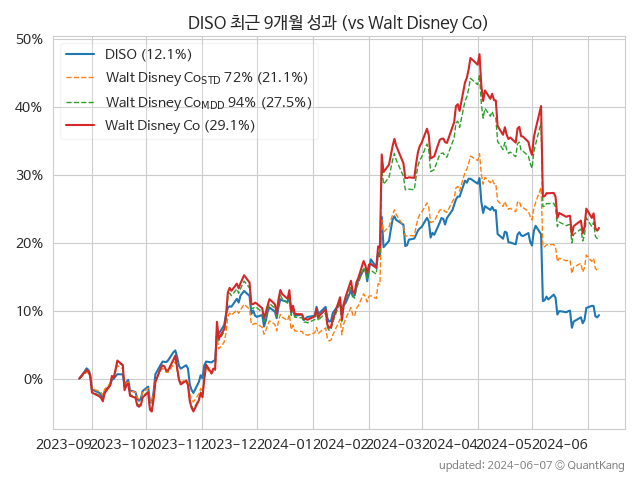 DISO 최근 9개월 성과 (vs Walt Disney Co)
50%
40%
30%
20%
10%
0%
DISO (12.1%)
Walt Disney CoSTD 72% (21.1%)
Walt Disney CoMDD 94% (27.5%)
Walt Disney Co (29.1%)
2023-09 2023-10 2023-11 2023-12 2024-01 2024-02 2024-03 2024-04 2024-05 2024-06
updated: 2024-06-07 © QuantKang